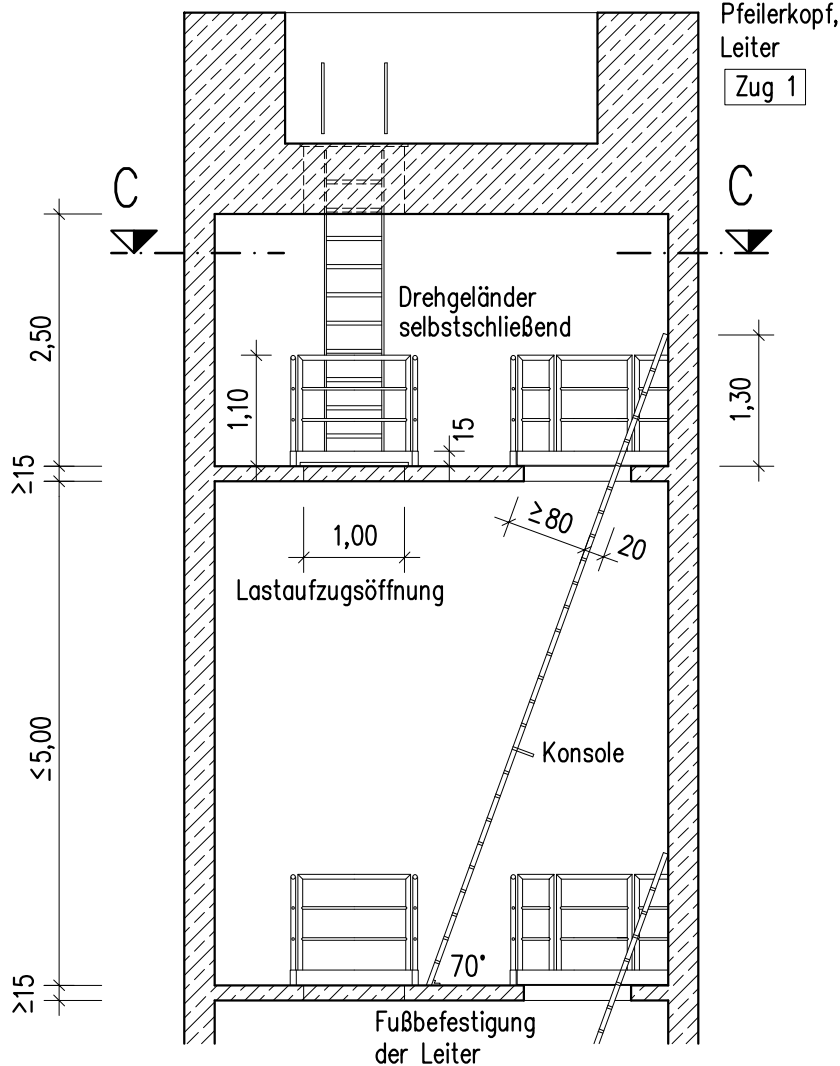 Pfeilerkopf,
Leiter
Zug 1
C
C
Drehgeländer
selbstschließend
2,50
1,10
15
1,30
≥15
1,00
≥80
20
Lastaufzugsöffnung
≤5,00
Konsole
70°
≥15
Fußbefestigung
der Leiter